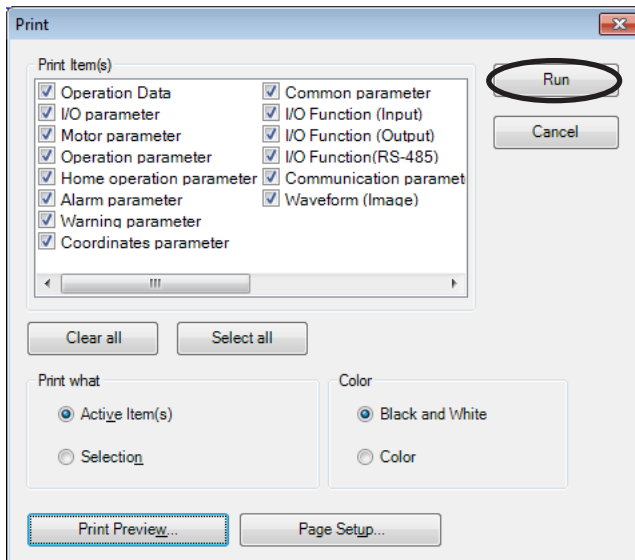 Print
Print Item(s)
Operation Data
I/O parameter
Motor parameter
Operation parameter
Home operation parameter
Alarm parameter
Warning parameter
Coordinates parameter
Common parameter
I/O Function (Input)
I/O Function (Output)
I/O Function(RS-485)
Communication paramet
Waveform (Image)
Run
Cancel
Clear all
Select all
Print what
Active Item(s)
Selection
Color
Black and White
Color
Print Preview...
Page Setup...